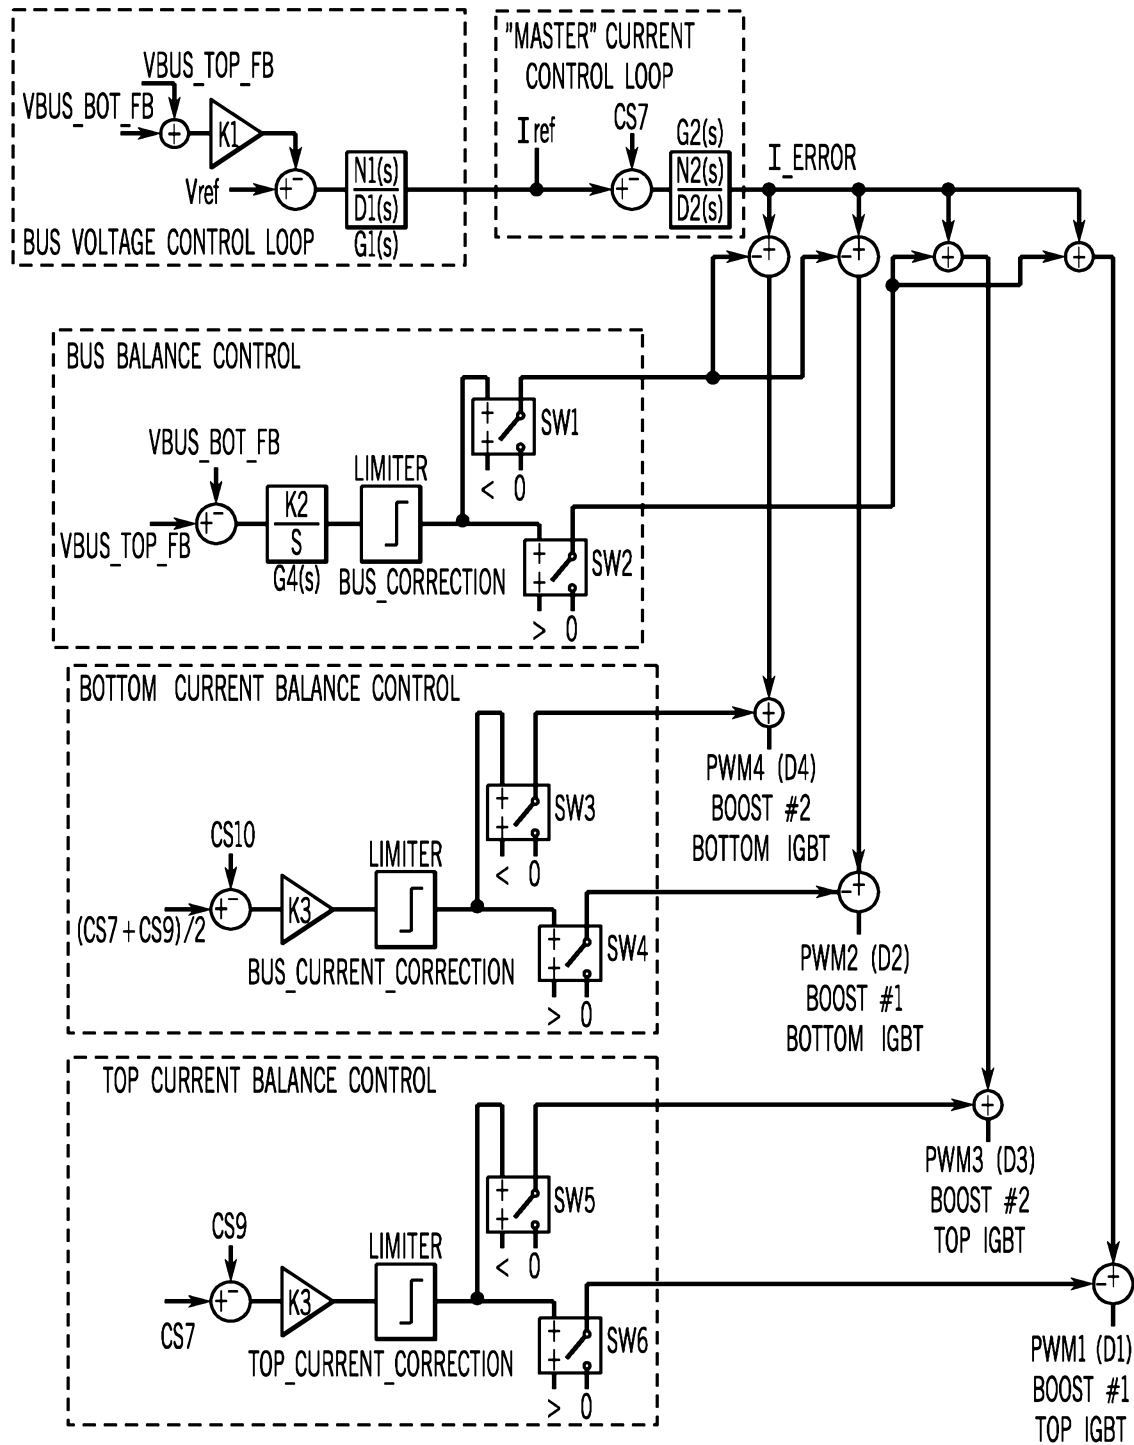 "MASTER" CURRENT
CONTROL LOOP
VBUS_TOP_FB
VBUS_BOT_FB
K1
Vref
N1(s)
D1(s)
G1(s)
BUS VOLTAGE CONTROL LOOP
Iref
CS7
G2(s)
N2(s)
D2(s)
I_ERROR
BUS BALANCE CONTROL
VBUS_BOT_FB
VBUS_TOP_FB
K2
S
G4(s)
LIMITER
BUS_CORRECTION
SW1
< 0
SW2
> 0
BOTTOM CURRENT BALANCE CONTROL
CS10
(CS7+CS9)/2
K3
LIMITER
BUS_CURRENT_CORRECTION
SW3
< 0
SW4
> 0
PWM4 (D4)
BOOST #2
BOTTOM IGBT
PWM2 (D2)
BOOST #1
BOTTOM IGBT
TOP CURRENT BALANCE CONTROL
CS9
CS7
K3
LIMITER
TOP_CURRENT_CORRECTION
SW5
< 0
SW6
> 0
PWM3 (D3)
BOOST #2
TOP IGBT
PWM1 (D1)
BOOST #1
TOP IGBT